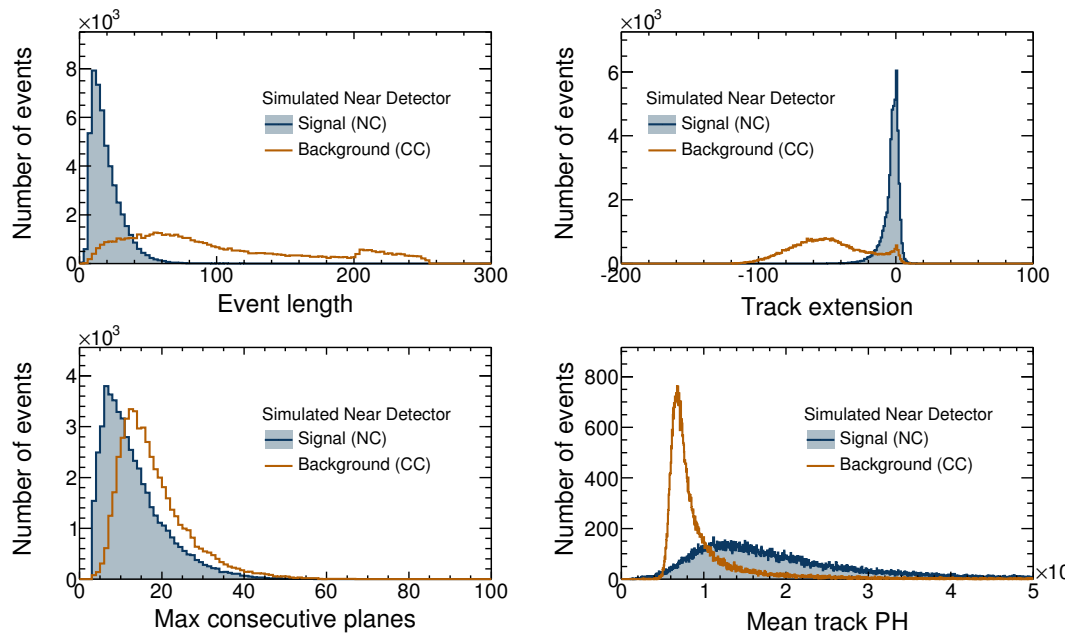 ×10³
Number of events
8
6
4
2
0
Simulated Near Detector
Signal (NC)
Background (CC)
0 100 200 300
Event length
×10³
Number of events
6
4
2
0
Simulated Near Detector
Signal (NC)
Background (CC)
-200 -100 0 100
Track extension
×10³
Number of events
4
2
0
Simulated Near Detector
Signal (NC)
Background (CC)
0 20 40 60 80 100
Max consecutive planes
Number of events
800
600
400
200
0
Simulated Near Detector
Signal (NC)
Background (CC)
0 1 2 3 4 5
×10
Mean track PH